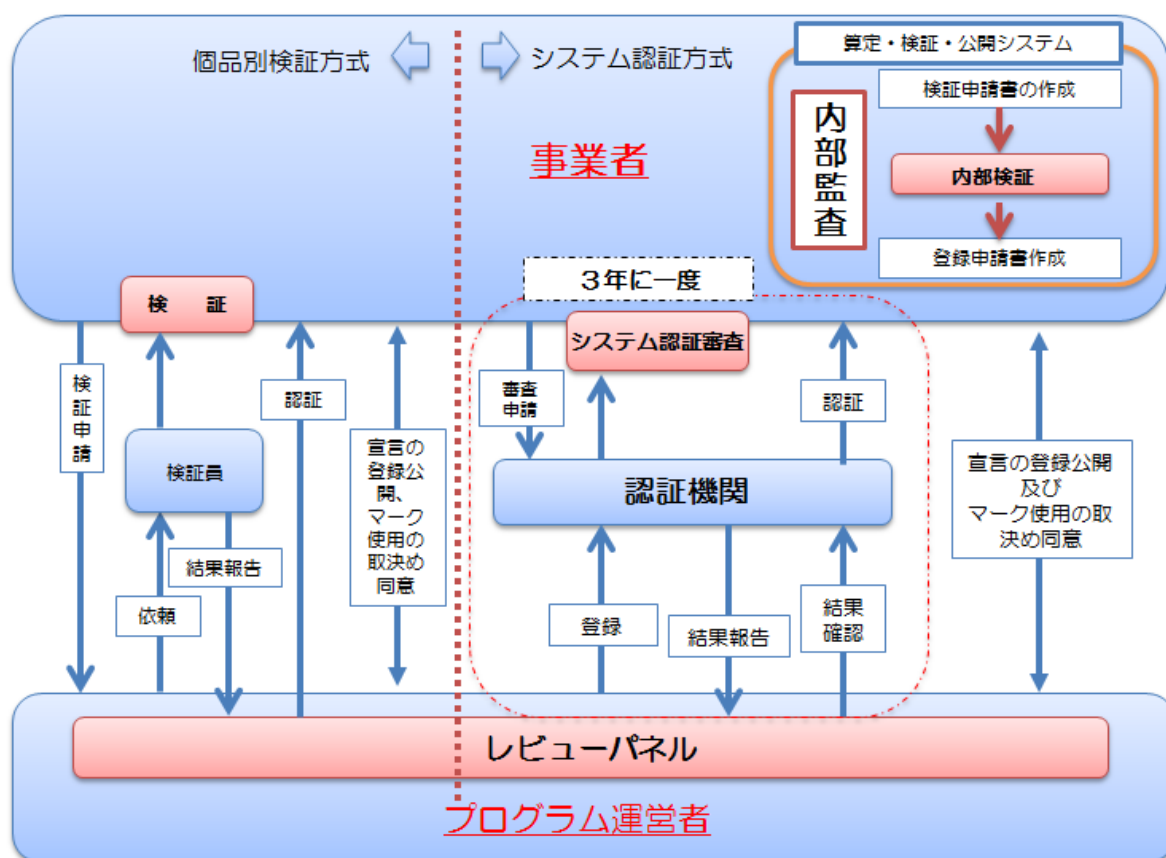 個品別検証方式
システム認証方式
算定・検証・公開システム
検証申請書の作成
内部監査
内部検証
登録申請書作成
事業者
3年に一度
検　証
システム認証審査
検証申請
認証
審査
申請
認証
検証員
宣言の
登録公
開、
マーク
使用の
取決め
同意
認証機関
宣言の登録公開
及び
マーク使用の取
決め同意
結果報告
依頼
登録
結果報告
結果
確認
レビューパネル
プログラム運営者